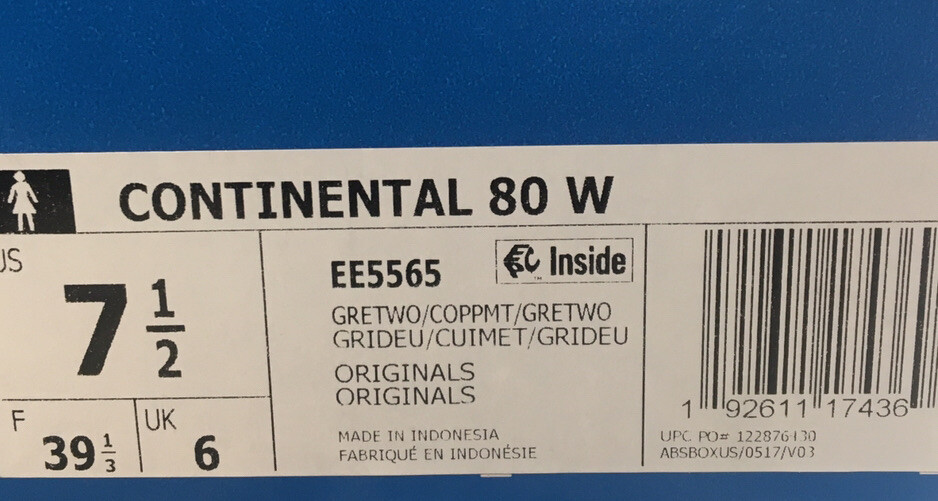 CONTINENTAL 80 W
US
7 1/2
F
39 1/3
UK
6
EE5565
Inside
GRETWO/COPPMT/GRETWO
GRIDEU/CUIMET/GRIDEU
ORIGINALS
ORIGINALS
MADE IN INDONESIA
FABRIQUÉ EN INDONÉSIE
1 92611 17436
UPC PO#
ABSBOXUS/0517/V03